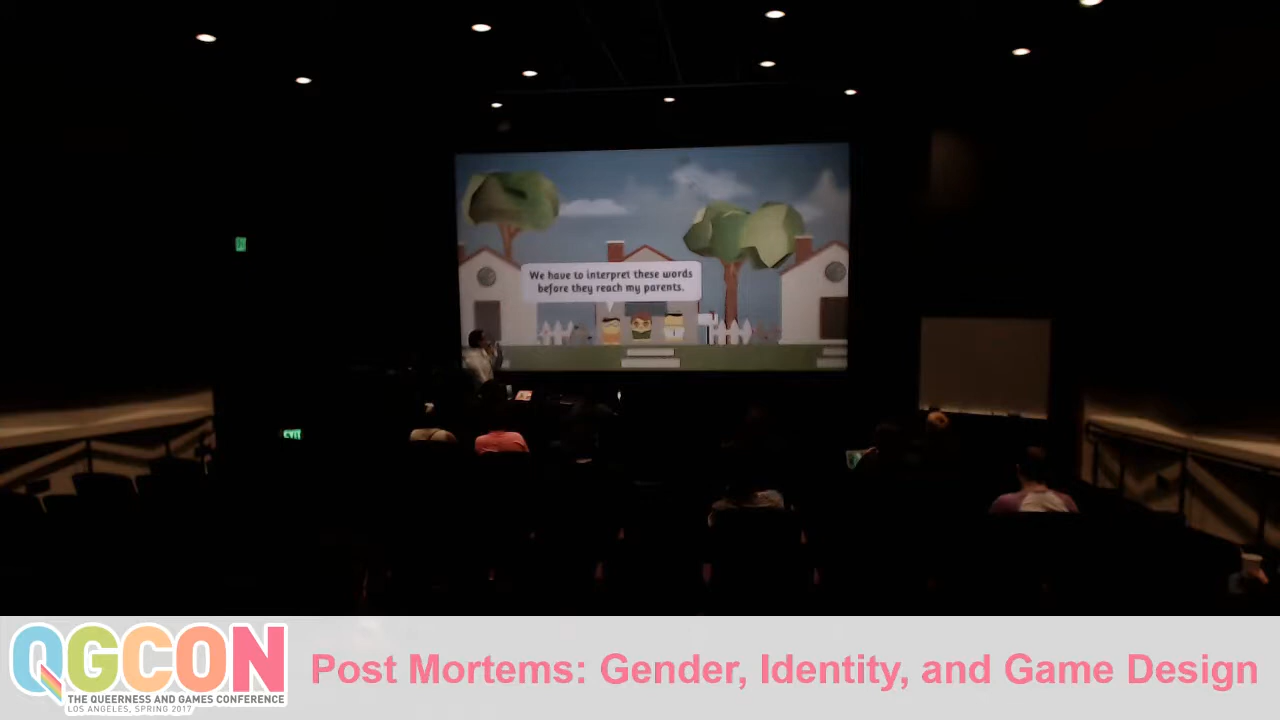 We have to interpret these words
before they reach my parents.
EXIT
QGCON
THE QUEERNESS AND GAMES CONFERENCE
LOS ANGELES, SPRING 2017
Post Mortems: Gender, Identity, and Game Design